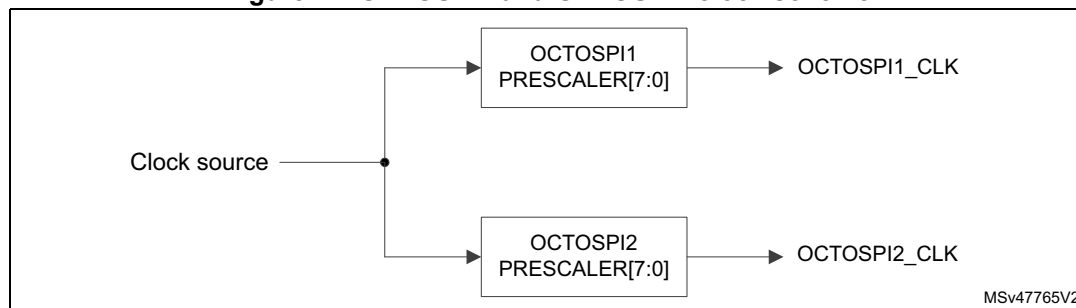 OCTOSPI1
PRESCALER[7:0]
OCTOSPI1_CLK
Clock source
OCTOSPI2
PRESCALER[7:0]
OCTOSPI2_CLK
MSv47765V2